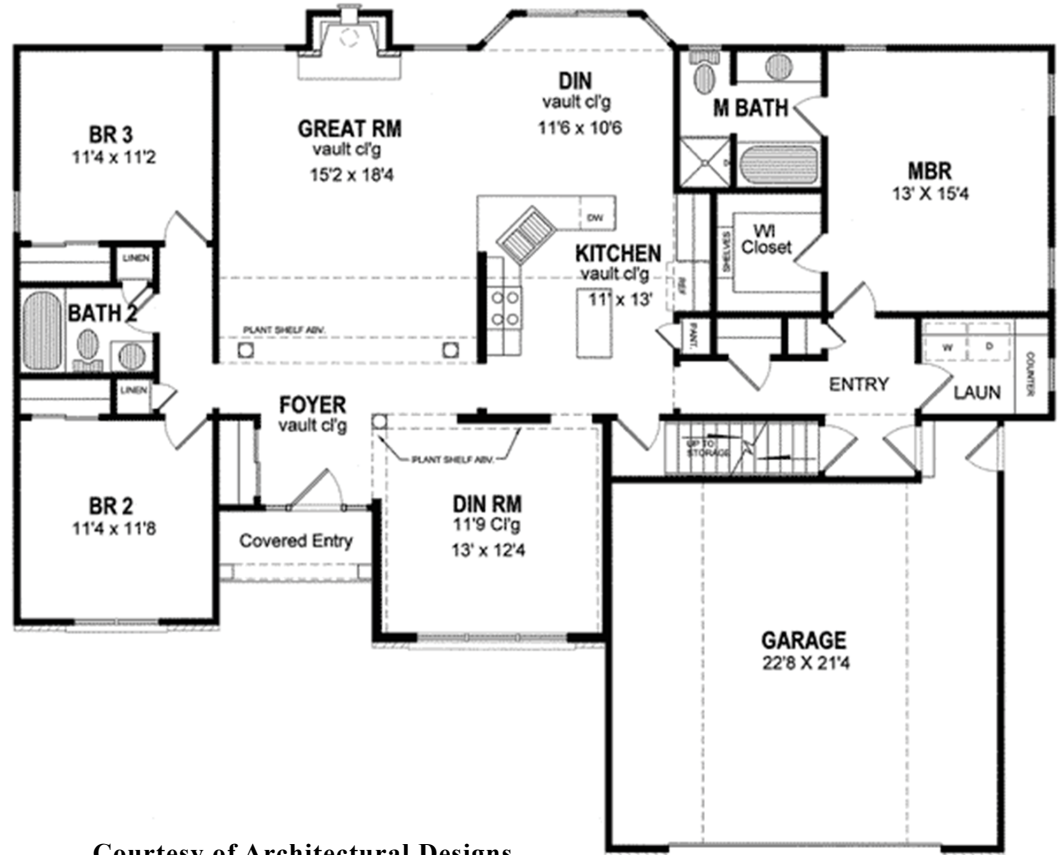 BR 3
11'4 x 11'2
GREAT RM
vault cl'g
15'2 x 18'4
DIN
vault cl'g
11'6 x 10'6
M BATH
MBR
13' X 15'4
DW
KITCHEN
vault cl'g
11' x 13'
REF
SHELVES
WI
Closet
LINEN
BATH 2
LINEN
PLANT SHELF ABV.
PANT.
W
D
COUNTER
LAUN
ENTRY
FOYER
vault cl'g
PLANT SHELF ABV.
UP TO
STORAGE
BR 2
11'4 x 11'8
Covered Entry
DIN RM
11'9 Cl'g
13' x 12'4
GARAGE
22'8 X 21'4
Courtesy of Architectural Designs